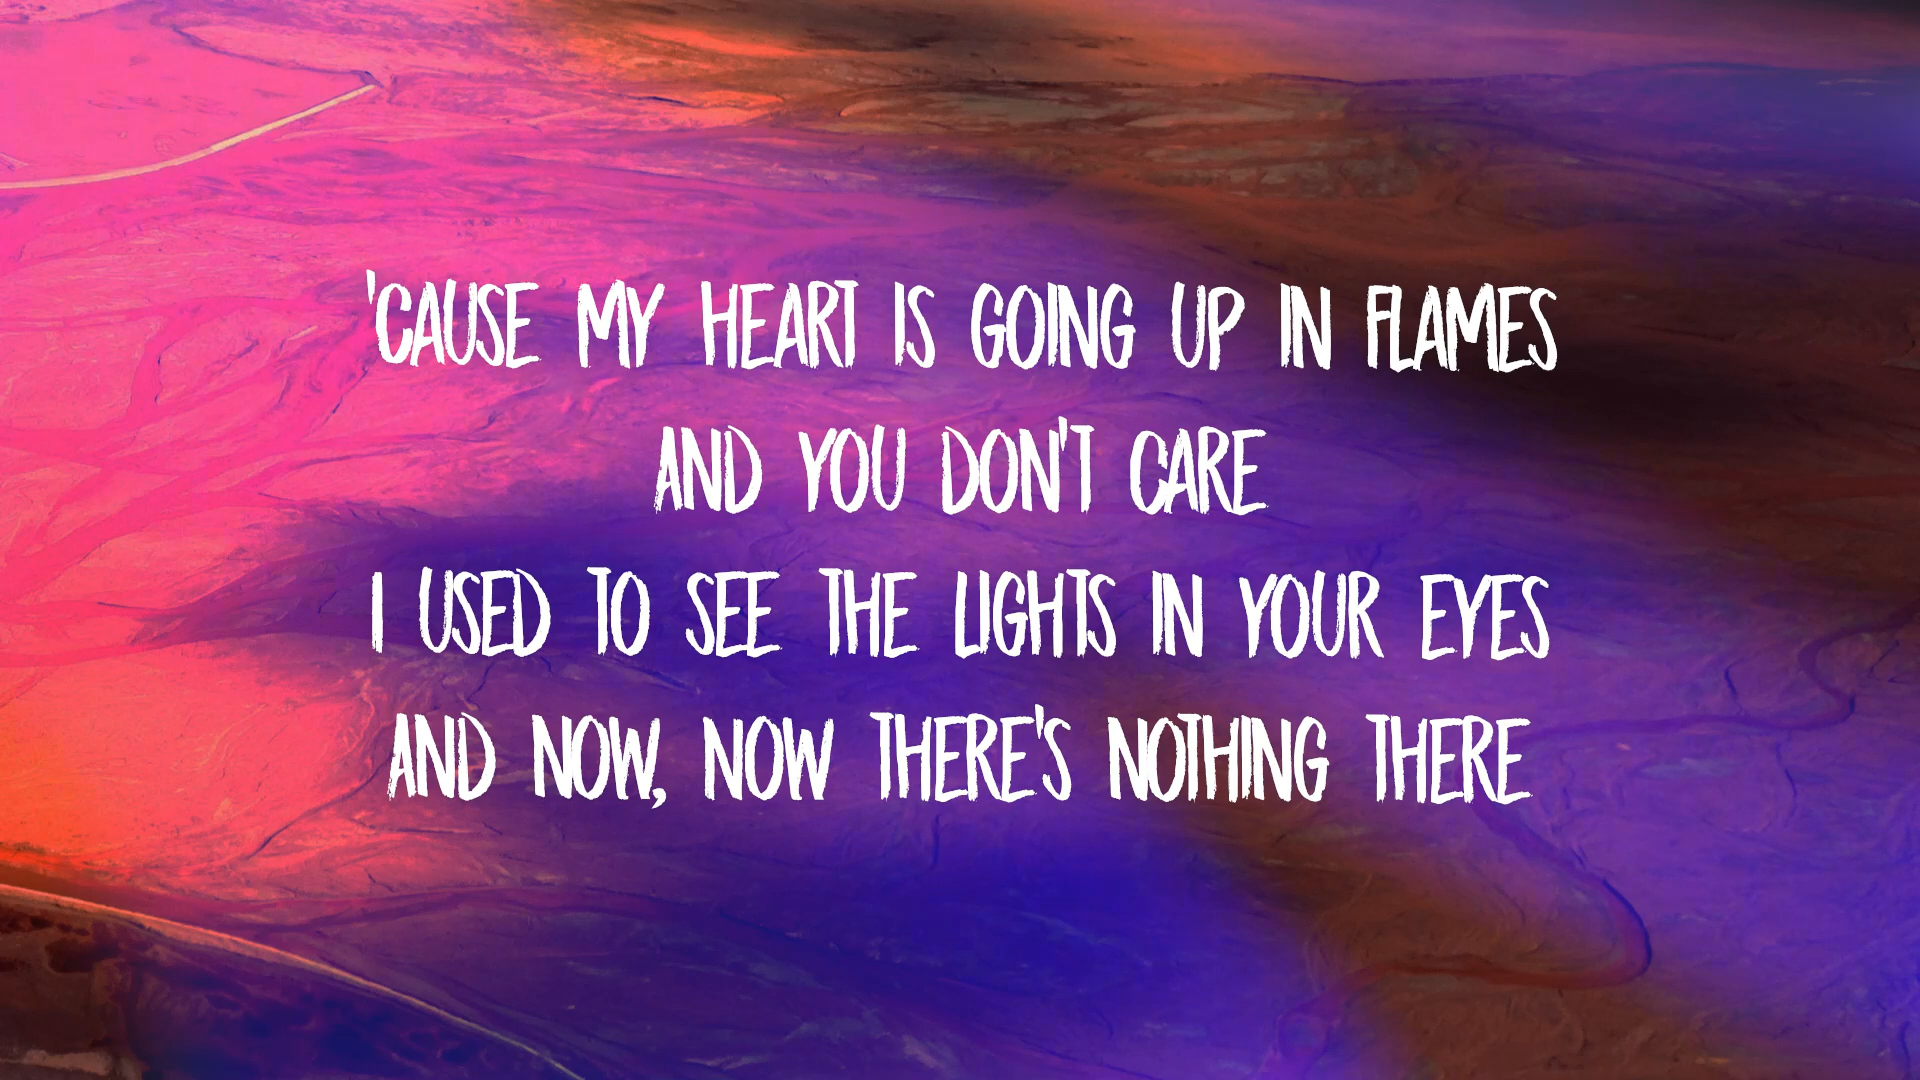 'CAUSE MY HEART IS GOING UP IN FLAMES
AND YOU DON'T CARE
I USED TO SEE THE LIGHTS IN YOUR EYES
AND NOW, NOW THERE'S NOTHING THERE